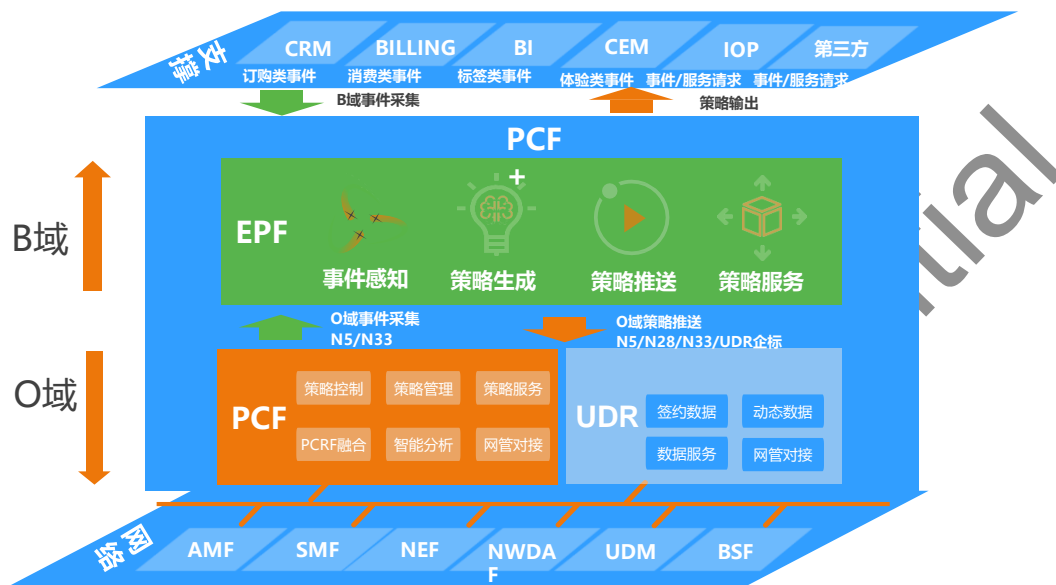 支撑
CRM
BILLING
BI
CEM
IOP
第三方
订购类事件
消费类事件
标签类事件
体验类事件
事件/服务请求
事件/服务请求
B域事件采集
策略输出
PCF
+
EPF
事件感知
策略生成
策略推送
策略服务
B域
O域事件采集
N5/N33
O域策略推送
N5/N28/N33/UDR企标
O域
PCF
策略控制
策略管理
策略服务
PCRF融合
智能分析
网管对接
UDR
签约数据
动态数据
数据服务
网管对接
网络
AMF
SMF
NEF
NWDA
F
UDM
BSF
tial